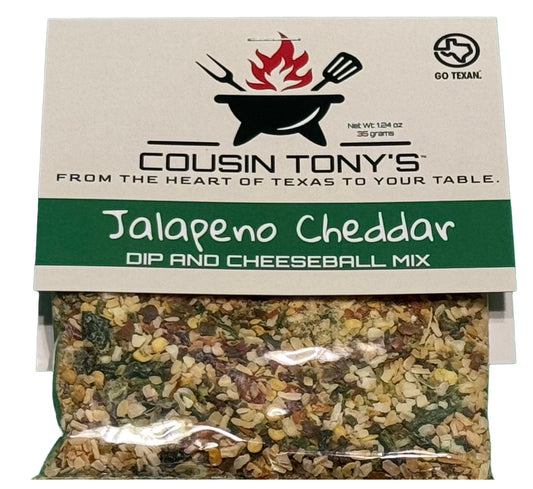 GO TEXAN.
Net Wt: 1.24 oz
35 grams
COUSIN TONY'S™
FROM THE HEART OF TEXAS TO YOUR TABLE.
Jalapeno Cheddar
DIP AND CHEESEBALL MIX